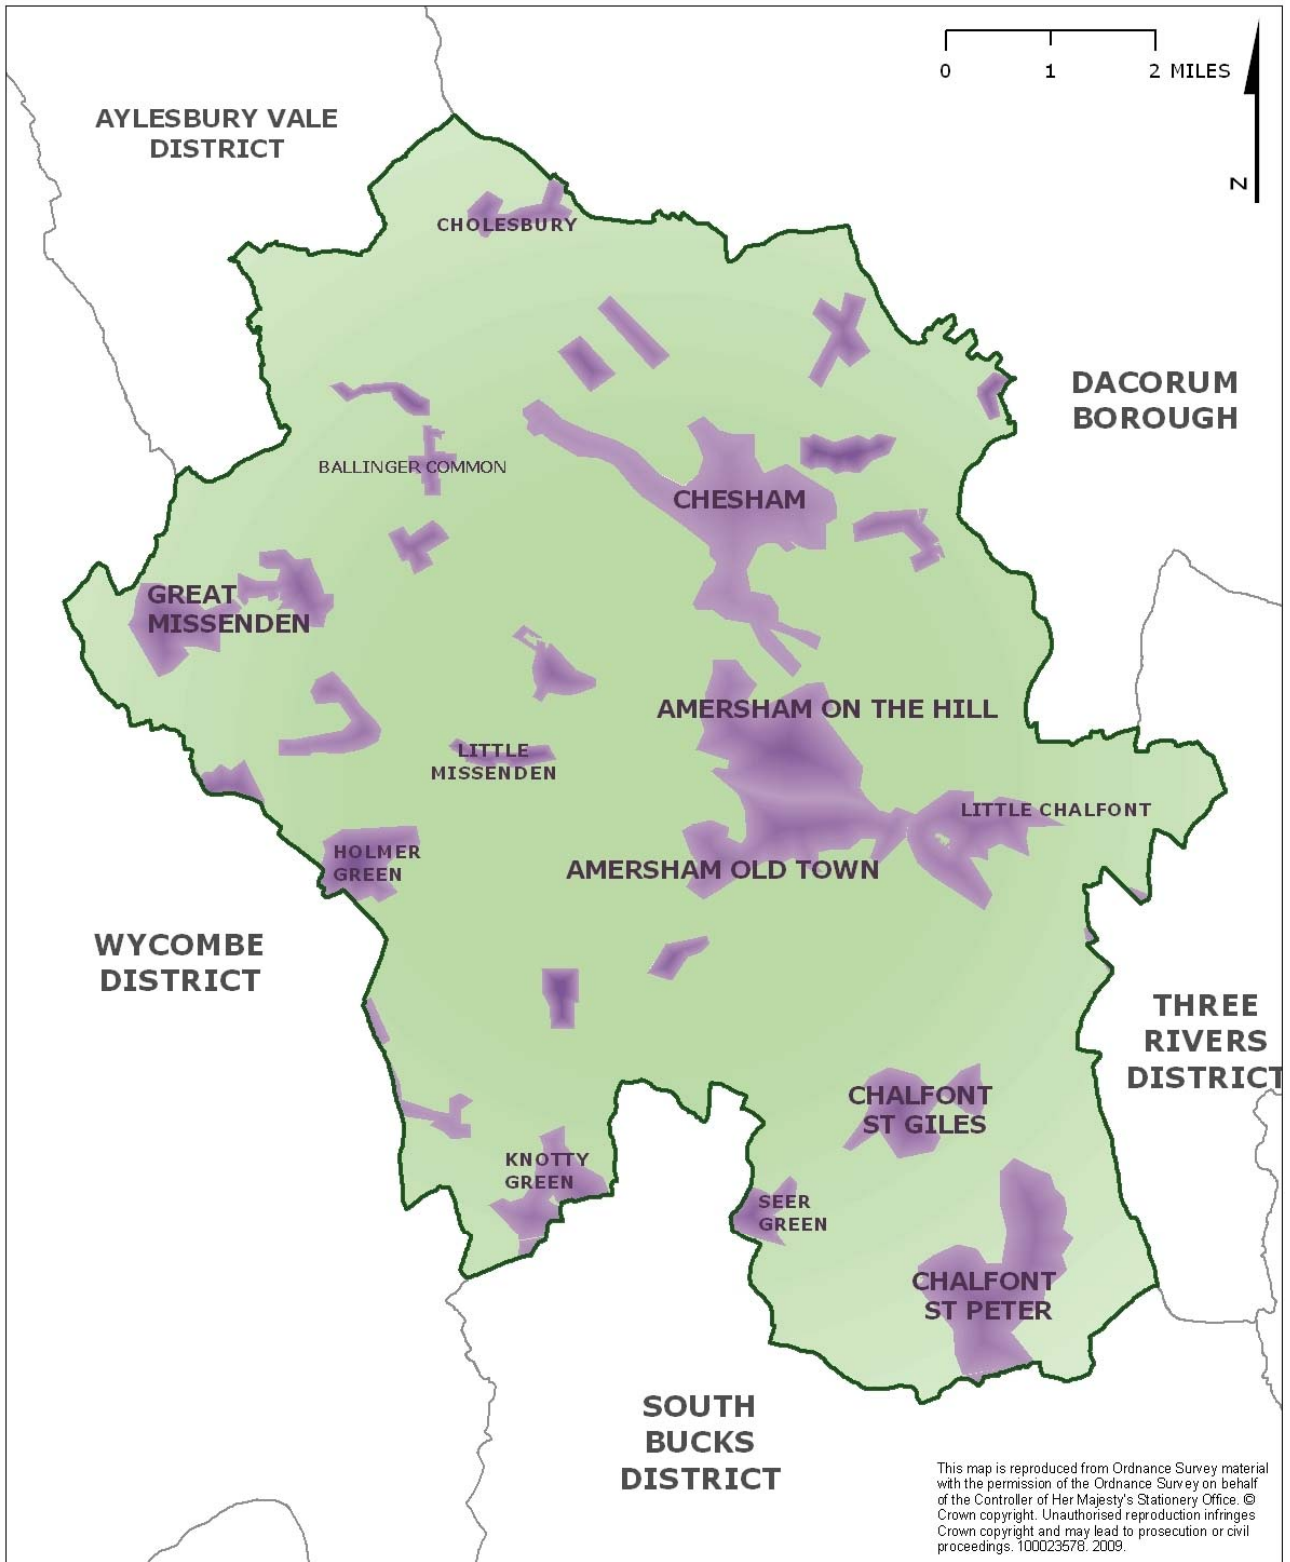 0 1 2 MILES
N
AYLESBURY VALE
DISTRICT
CHOLESBURY
DACORUM
BOROUGH
BALLINGER COMMON
CHESHAM
GREAT
MISSENDEN
AMERSHAM ON THE HILL
LITTLE
MISSENDEN
LITTLE CHALFONT
HOLMER
GREEN
AMERSHAM OLD TOWN
WYCOMBE
DISTRICT
THREE
RIVERS
DISTRICT
CHALFONT
ST GILES
KNOTTY
GREEN
SEER
GREEN
CHALFONT
ST PETER
SOUTH
BUCKS
DISTRICT
This map is reproduced from Ordnance Survey material
with the permission of the Ordnance Survey on behalf
of the Controller of Her Majesty's Stationery Office. ©
Crown copyright. Unauthorised reproduction infringes
Crown copyright and may lead to prosecution or civil
proceedings. 100023578. 2009.